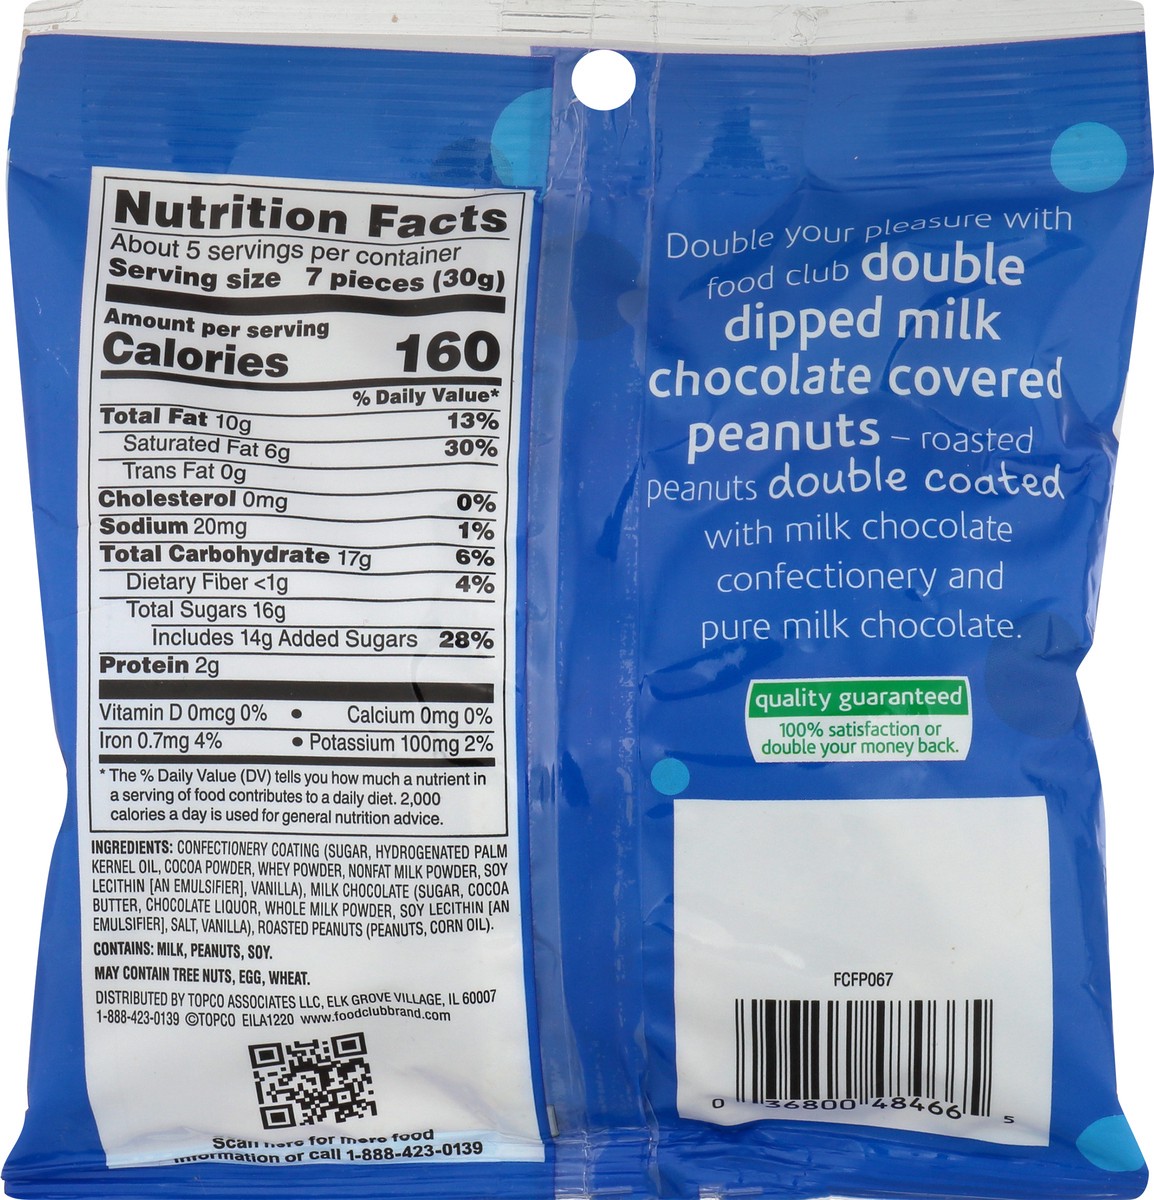 Nutrition Facts
About 5 servings per container
Serving size 7 pieces (30g)
Amount per serving
Calories 160
% Daily Value*
Total Fat 10g 13%
Saturated Fat 6g 30%
Trans Fat 0g
Cholesterol 0mg 0%
Sodium 20mg 1%
Total Carbohydrate 17g 6%
Dietary Fiber <1g 4%
Total Sugars 16g
Includes 14g Added Sugars 28%
Protein 2g
Vitamin D 0mcg 0% • Calcium 0mg 0%
Iron 0.7mg 4% • Potassium 100mg 2%
* The % Daily Value (DV) tells you how much a nutrient in
a serving of food contributes to a daily diet. 2,000
calories a day is used for general nutrition advice.
INGREDIENTS: CONFECTIONERY COATING (SUGAR, HYDROGENATED PALM
KERNEL OIL, COCOA POWDER, WHEY POWDER, NONFAT MILK POWDER, SOY
LECITHIN [AN EMULSIFIER], VANILLA), MILK CHOCOLATE (SUGAR, COCOA
BUTTER, CHOCOLATE LIQUOR, WHOLE MILK POWDER, SOY LECITHIN [AN
EMULSIFIER], SALT, VANILLA), ROASTED PEANUTS (PEANUTS, CORN OIL).
CONTAINS: MILK, PEANUTS, SOY.
MAY CONTAIN TREE NUTS, EGG, WHEAT.
DISTRIBUTED BY TOPCO ASSOCIATES LLC, ELK GROVE VILLAGE, IL 60007
1-888-423-0139 ©TOPCO EILA1220 www.foodclubbrand.com
Scan here for more food
information or call 1-888-423-0139
Double your pleasure with
food club double
dipped milk
chocolate covered
peanuts – roasted
peanuts double coated
with milk chocolate
confectionery and
pure milk chocolate.
quality guaranteed
100% satisfaction or
double your money back.
FCFP067
0 36800 48466 5